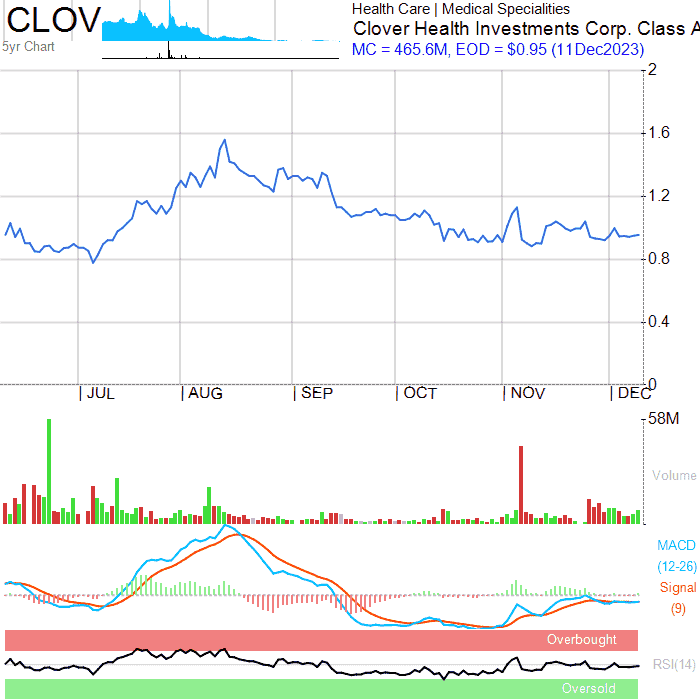 CLOV
5yr Chart
Health Care | Medical Specialities
Clover Health Investments Corp. Class A
MC = 465.6M, EOD = $0.95 (11Dec2023)
2
1.6
1.2
0.8
0.4
0
| JUL | AUG | SEP | OCT | NOV | DEC
58M
Volume
MACD
(12-26)
Signal
(9)
Overbought
RSI(14)
Oversold